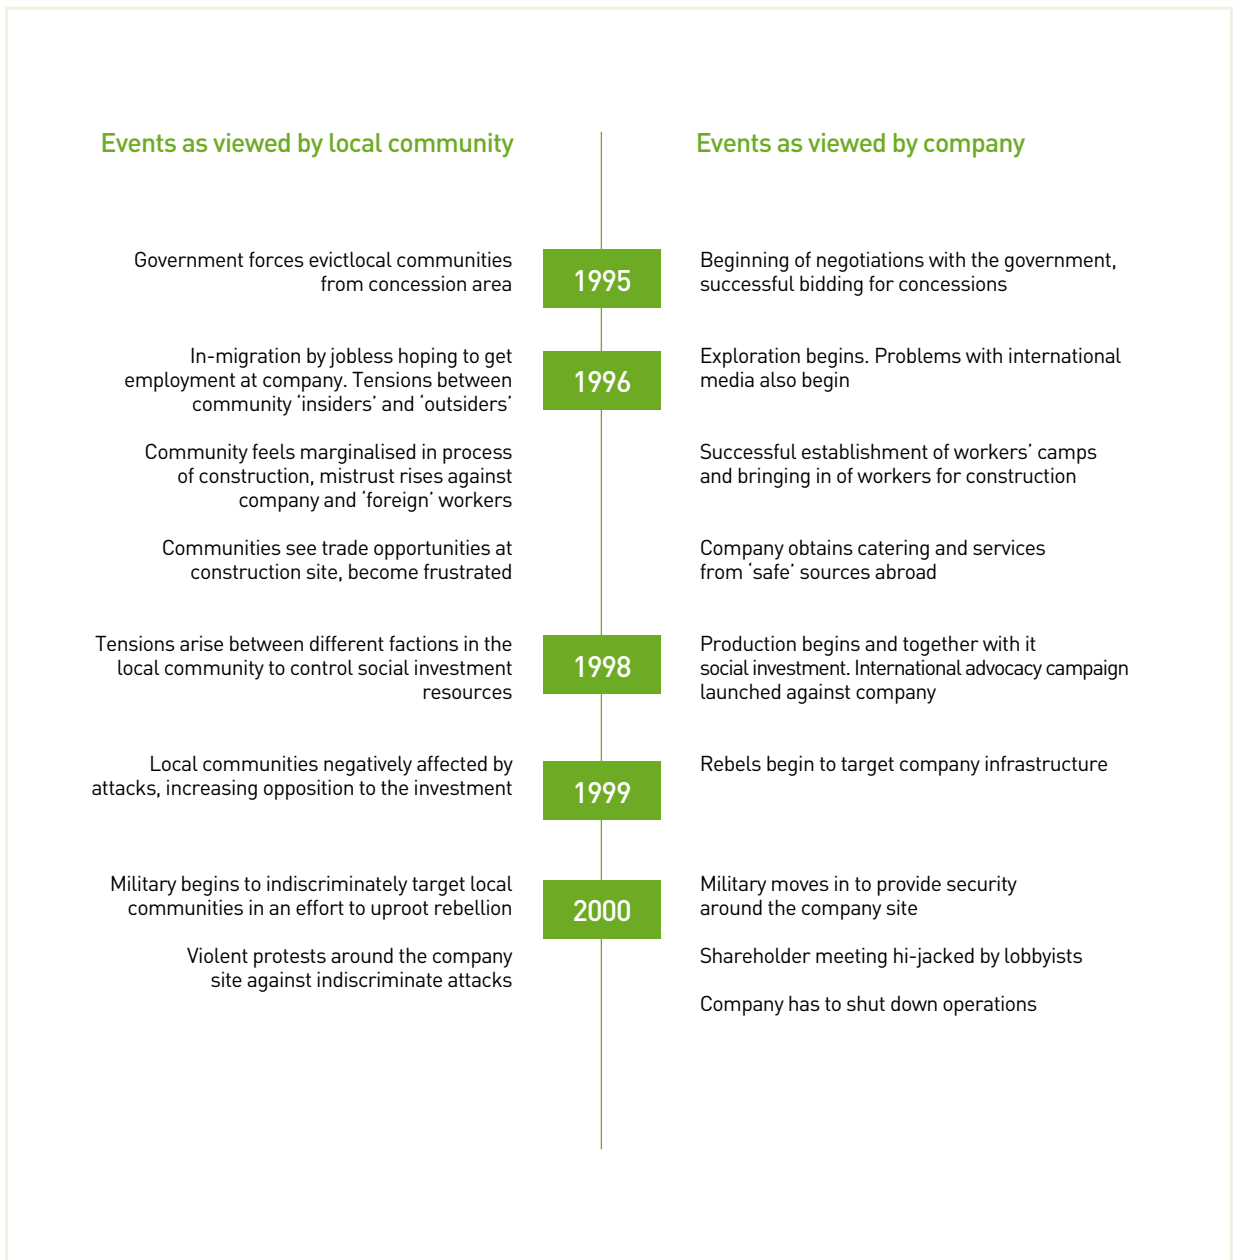 Events as viewed by local community
Events as viewed by company
Government forces evictlocal communities
from concession area
1995
Beginning of negotiations with the government,
successful bidding for concessions
In-migration by jobless hoping to get
employment at company. Tensions between
community ‘insiders’ and ‘outsiders’
1996
Exploration begins. Problems with international
media also begin
Community feels marginalised in process
of construction, mistrust rises against
company and ‘foreign’ workers
Successful establishment of workers’ camps
and bringing in of workers for construction
Communities see trade opportunities at
construction site, become frustrated
Company obtains catering and services
from ‘safe’ sources abroad
Tensions arise between different factions in the
local community to control social investment
resources
1998
Production begins and together with it
social investment. International advocacy campaign
launched against company
Local communities negatively affected by
attacks, increasing opposition to the investment
1999
Rebels begin to target company infrastructure
Military begins to indiscriminately target local
communities in an effort to uproot rebellion
2000
Military moves in to provide security
around the company site
Violent protests around the company
site against indiscriminate attacks
Shareholder meeting hi-jacked by lobbyists
Company has to shut down operations